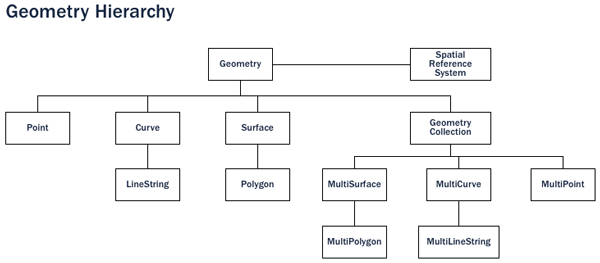 Geometry Hierarchy
Geometry
Spatial
Reference
System
Point
Curve
Surface
Geometry
Collection
LineString
Polygon
MultiSurface
MultiCurve
MultiPoint
MultiPolygon
MultiLineString